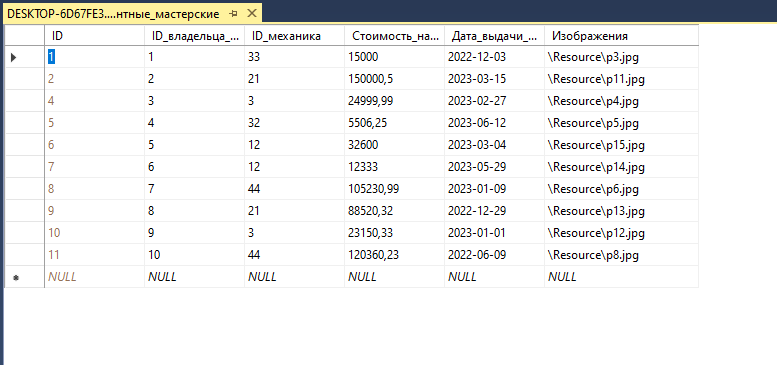 DESKTOP-6D67FE3....нтные_мастерские
ID ID_владельца_... ID_механика Стоимость_на... Дата_выдачи_... Изображения
1 1 33 15000 2022-12-03 \Resource\p3.jpg
2 2 21 150000,5 2023-03-15 \Resource\p11.jpg
4 3 3 24999,99 2023-02-27 \Resource\p4.jpg
5 4 32 5506,25 2023-06-12 \Resource\p5.jpg
6 5 12 32600 2023-03-04 \Resource\p15.jpg
7 6 12 12333 2023-05-29 \Resource\p14.jpg
8 7 44 105230,99 2023-01-09 \Resource\p6.jpg
9 8 21 88520,32 2022-12-29 \Resource\p13.jpg
10 9 3 23150,33 2023-01-01 \Resource\p12.jpg
11 10 44 120360,23 2022-06-09 \Resource\p8.jpg
NULL NULL NULL NULL NULL NULL